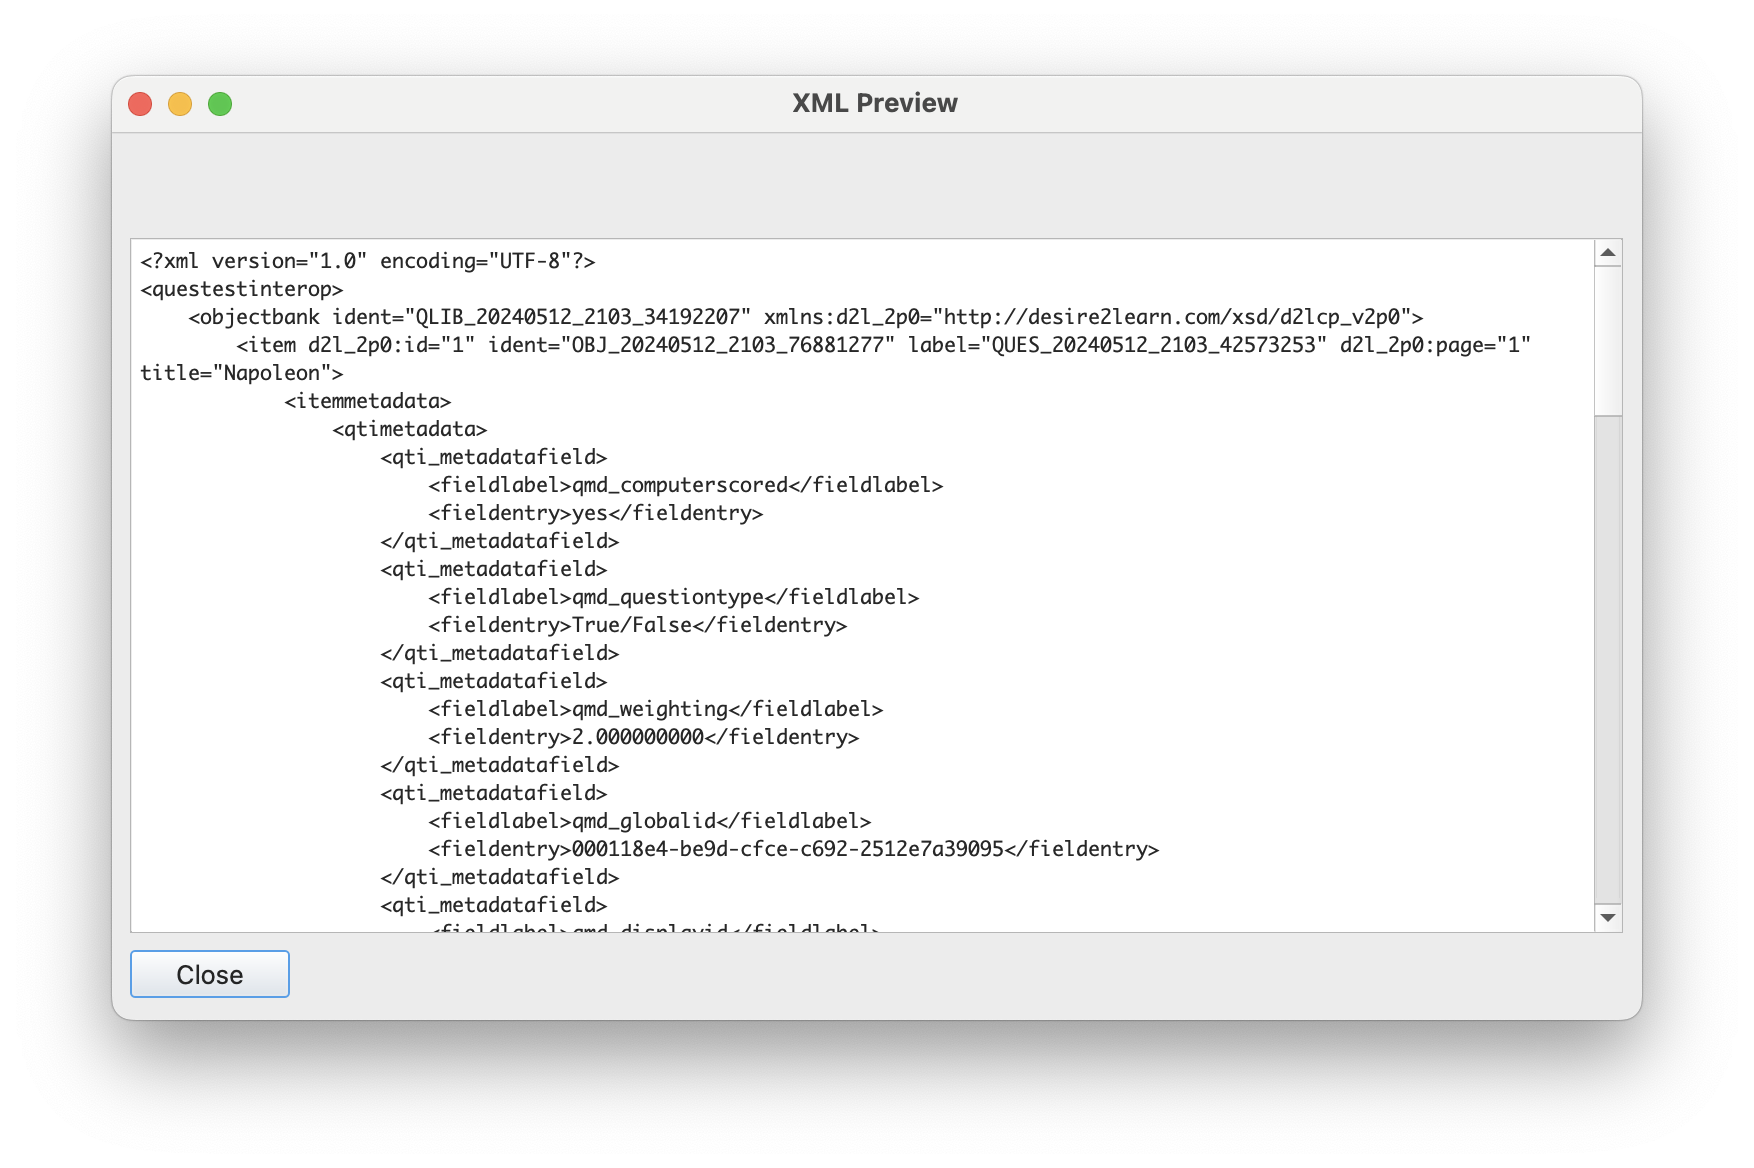 XML Preview
<?xml version="1.0" encoding="UTF-8"?>
<questestinterop>
    <objectbank ident="QLIB_20240512_2103_34192207" xmlns:d2l_2p0="http://desire2learn.com/xsd/d2lcp_v2p0">
        <item d2l_2p0:id="1" ident="OBJ_20240512_2103_76881277" label="QUES_20240512_2103_42573253" d2l_2p0:page="1"
title="Napoleon">
            <itemmetadata>
                <qtimetadata>
                    <qti_metadatafield>
                        <fieldlabel>qmd_computerscored</fieldlabel>
                        <fieldentry>yes</fieldentry>
                    </qti_metadatafield>
                    <qti_metadatafield>
                        <fieldlabel>qmd_questiontype</fieldlabel>
                        <fieldentry>True/False</fieldentry>
                    </qti_metadatafield>
                    <qti_metadatafield>
                        <fieldlabel>qmd_weighting</fieldlabel>
                        <fieldentry>2.000000000</fieldentry>
                    </qti_metadatafield>
                    <qti_metadatafield>
                        <fieldlabel>qmd_globalid</fieldlabel>
                        <fieldentry>000118e4-be9d-cfce-c692-2512e7a39095</fieldentry>
                    </qti_metadatafield>
                    <qti_metadatafield>
                        <fieldlabel>qmd_displayid</fieldlabel>
Close